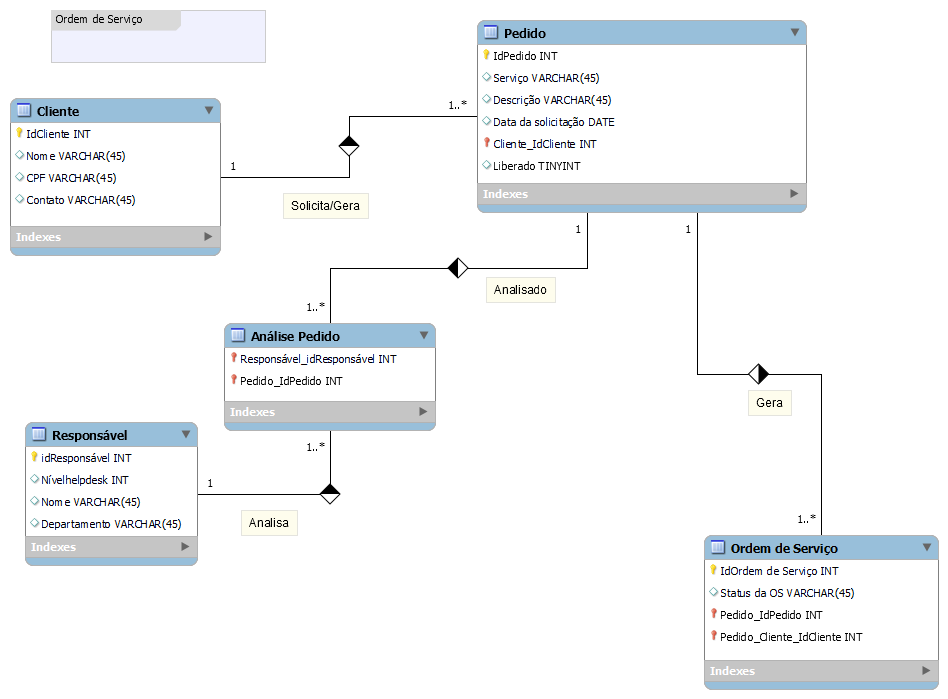 Ordem de Serviço
Pedido
IdPedido INT
Serviço VARCHAR(45)
Descrição VARCHAR(45)
Data da solicitação DATE
Cliente_IdCliente INT
Liberado TINYINT
Indexes
Cliente
IdCliente INT
Nome VARCHAR(45)
CPF VARCHAR(45)
Contato VARCHAR(45)
Indexes
1
1..*
Solicita/Gera
1
1..*
Analisado
1
1..*
Gera
Análise Pedido
Responsável_idResponsável INT
Pedido_IdPedido INT
Indexes
1..*
1
Analisa
Responsável
idResponsável INT
Nívelhelpdesk INT
Nome VARCHAR(45)
Departamento VARCHAR(45)
Indexes
Ordem de Serviço
IdOrdem de Serviço INT
Status da OS VARCHAR(45)
Pedido_IdPedido INT
Pedido_Cliente_IdCliente INT
Indexes